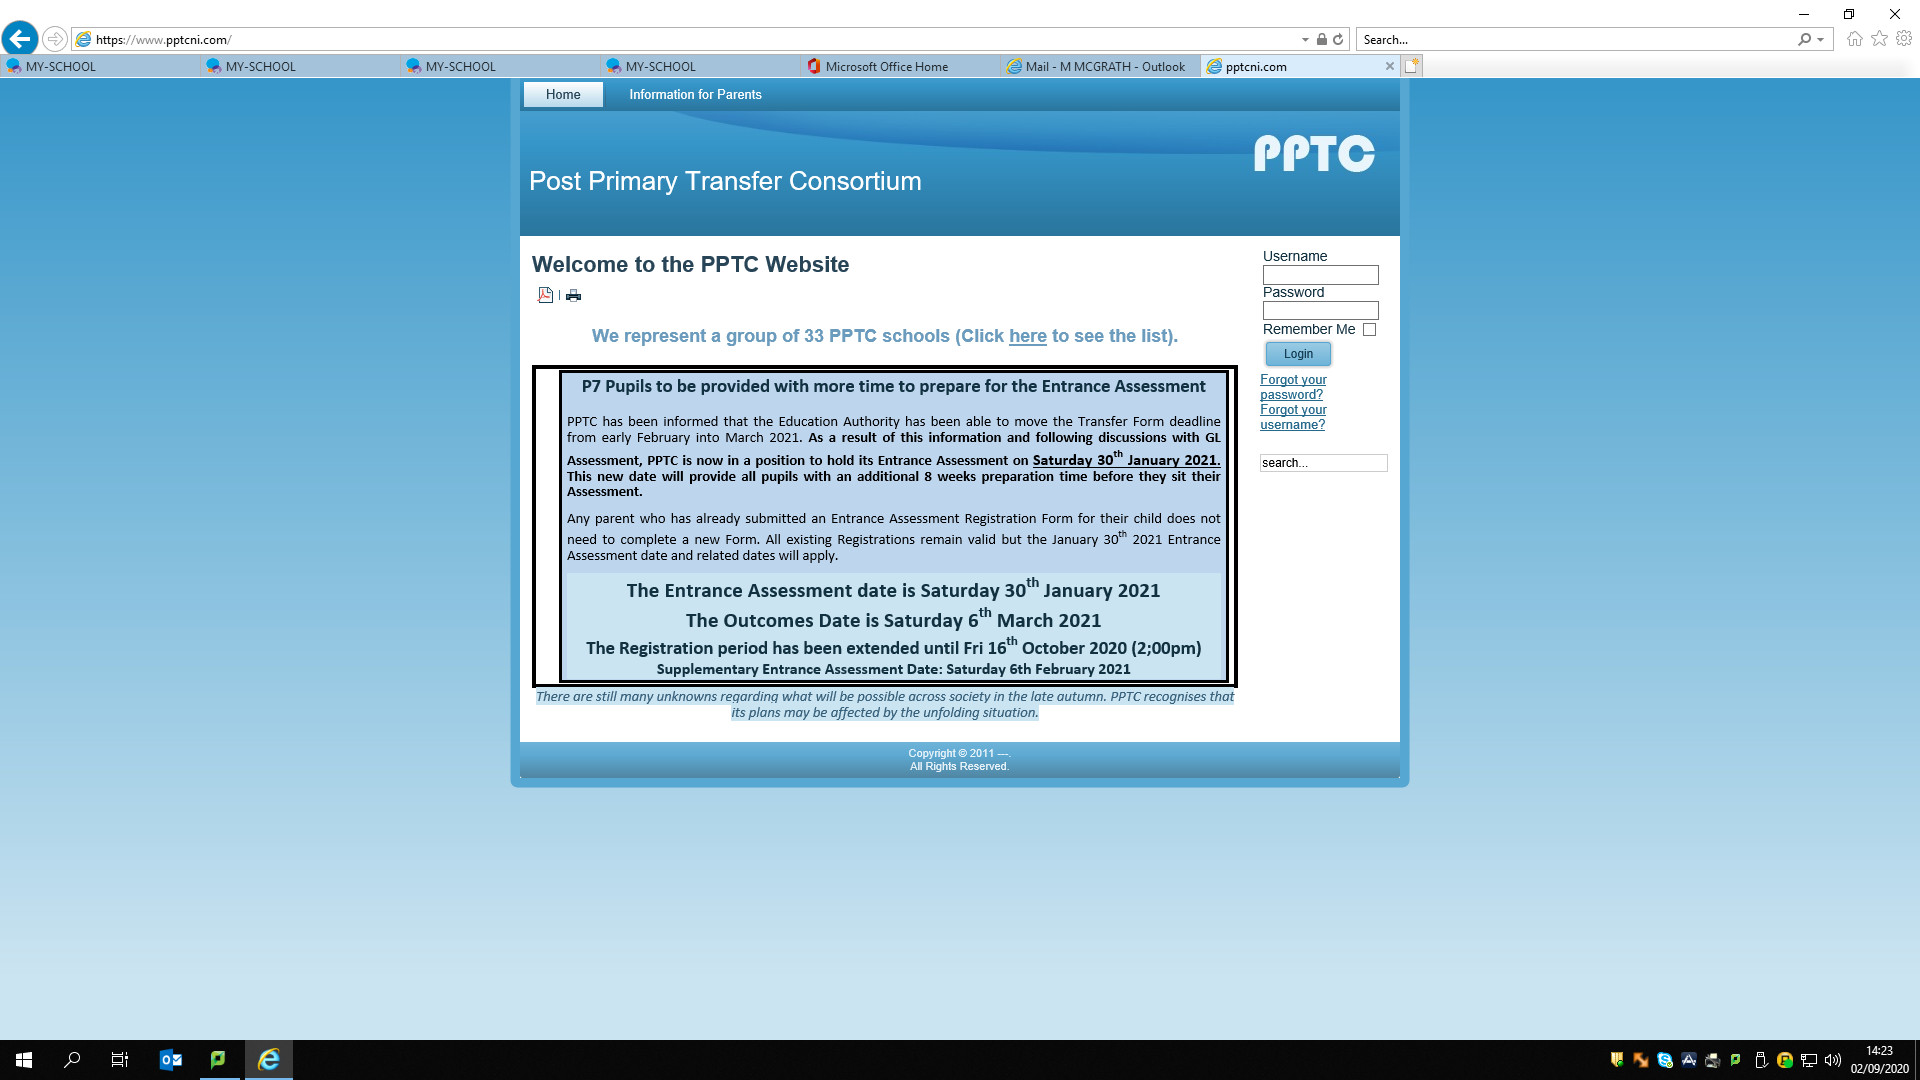 https://www.pptcni.com/
Search...
MY-SCHOOL
MY-SCHOOL
MY-SCHOOL
MY-SCHOOL
Microsoft Office Home
Mail - M MCGRATH - Outlook
pptcni.com
Home
Information for Parents
PPTC
Post Primary Transfer Consortium
Welcome to the PPTC Website
We represent a group of 33 PPTC schools (Click here to see the list).
P7 Pupils to be provided with more time to prepare for the Entrance Assessment
PPTC has been informed that the Education Authority has been able to move the Transfer Form deadline
from early February into March 2021. As a result of this information and following discussions with GL
Assessment, PPTC is now in a position to hold its Entrance Assessment on Saturday 30th January 2021.
This new date will provide all pupils with an additional 8 weeks preparation time before they sit their
Assessment.
Any parent who has already submitted an Entrance Assessment Registration Form for their child does not
need to complete a new Form. All existing Registrations remain valid but the January 30th 2021 Entrance
Assessment date and related dates will apply.
The Entrance Assessment date is Saturday 30th January 2021
The Outcomes Date is Saturday 6th March 2021
The Registration period has been extended until Fri 16th October 2020 (2;00pm)
Supplementary Entrance Assessment Date: Saturday 6th February 2021
There are still many unknowns regarding what will be possible across society in the late autumn. PPTC recognises that
its plans may be affected by the unfolding situation.
Username
Password
Remember Me
Login
Forgot your
password?
Forgot your
username?
search...
Copyright © 2011 —.
All Rights Reserved.
14:23
02/09/2020